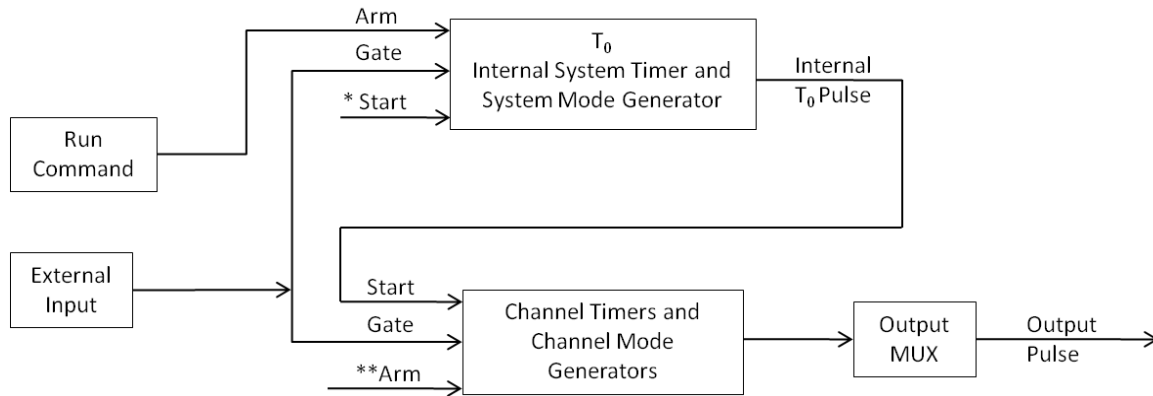 Arm
Gate
* Start
T0
Internal System Timer and
System Mode Generator
Internal
T0 Pulse
Run
Command
External
Input
Start
Gate
**Arm
Channel Timers and
Channel Mode
Generators
Output
MUX
Output
Pulse